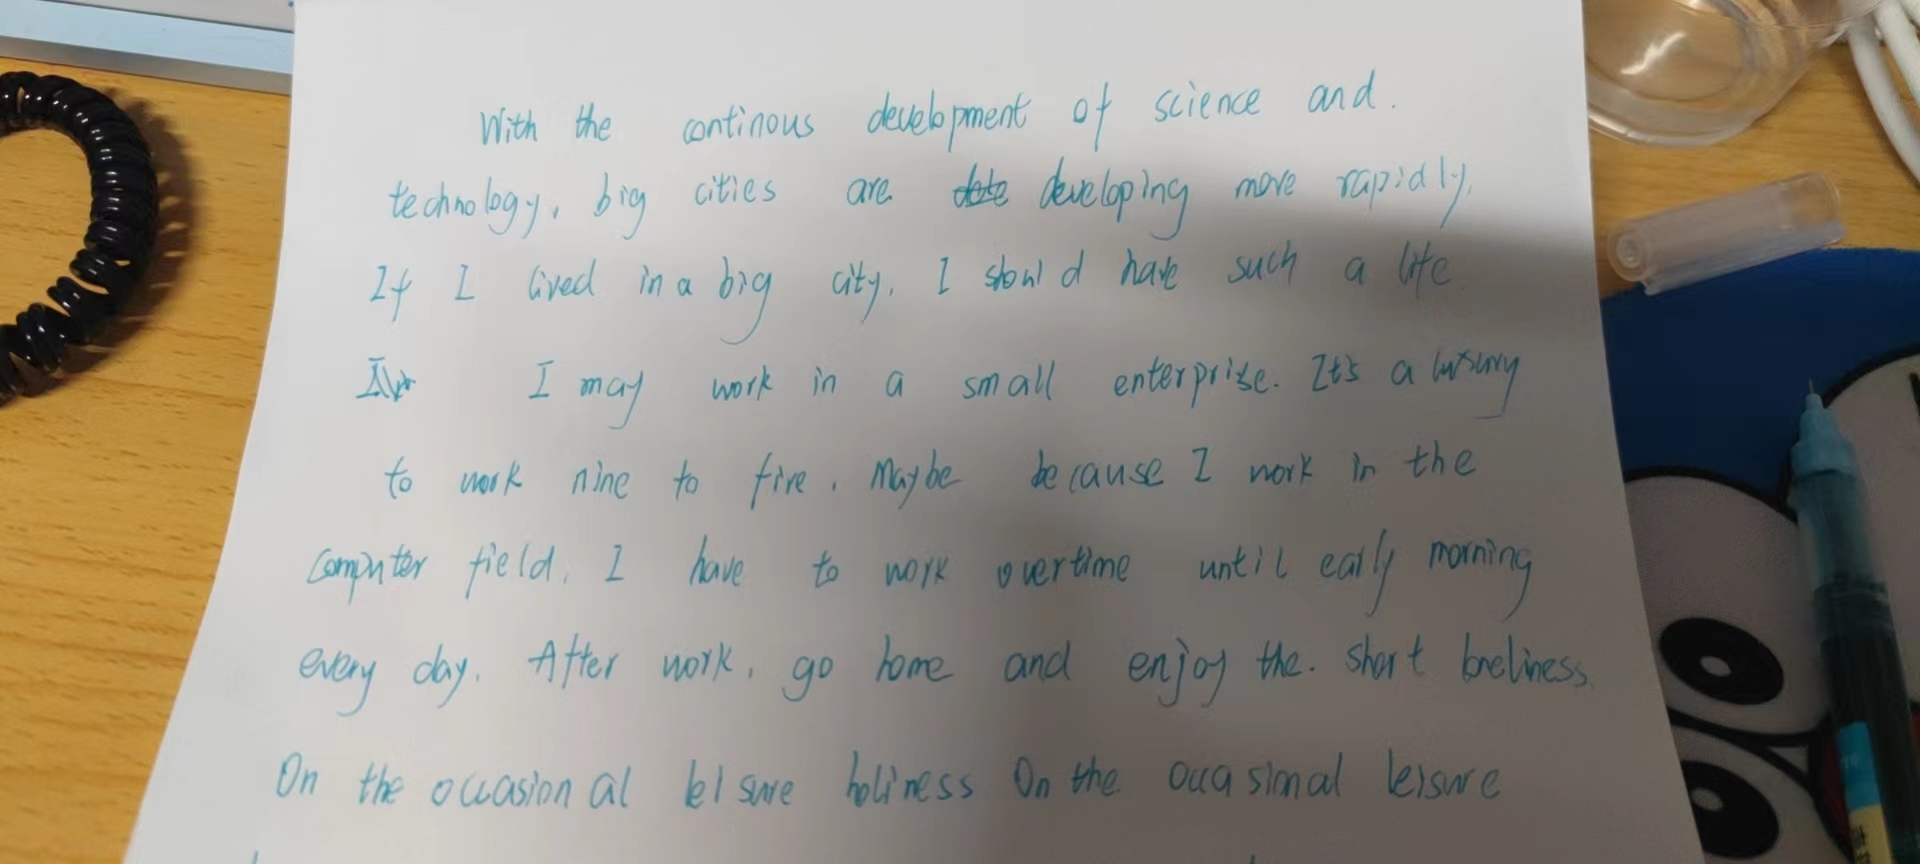 With the continous development of science and.
technology, big cities are developing more rapidly.
If I lived in a big city, I should have such a life
I may work in a small enterprise. It's a luxury
to work nine to five. Maybe because I work in the
computer field, I have to work overtime until early morning
every day. After work, go home and enjoy the. short loneliness.
On the occasional leisure holiness On the occasional leisure